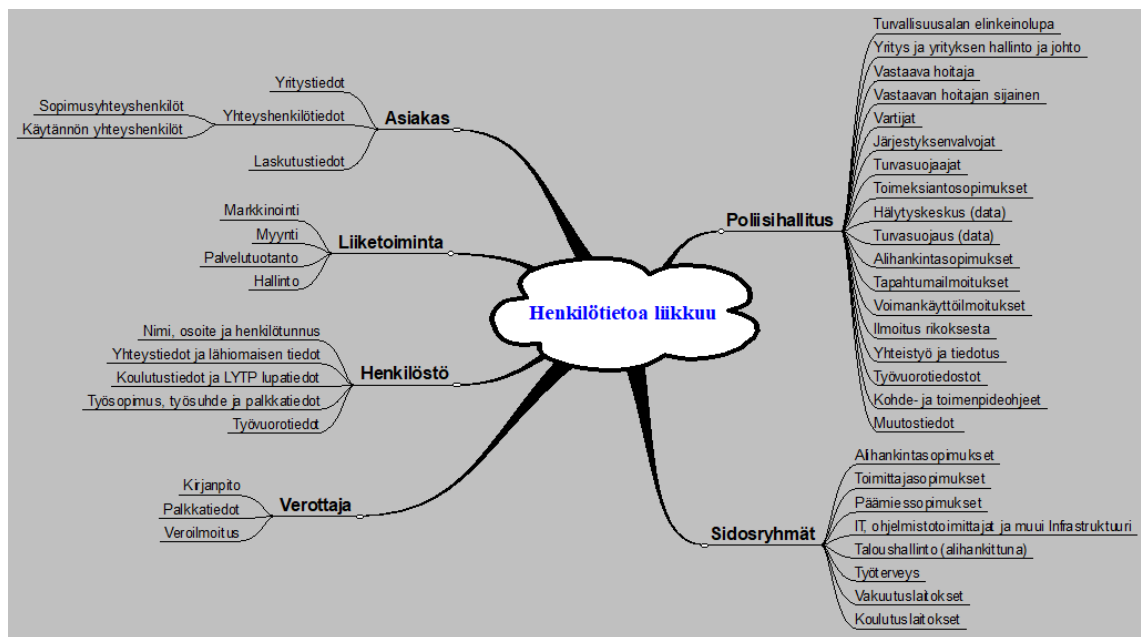 Henkilötietoa liikkuu
Asiakas
Yritystiedot
Yhteyshenkilötiedot
Sopimusyhteyshenkilöt
Käytännön yhteyshenkilöt
Laskutustiedot
Liiketoiminta
Markkinointi
Myynti
Palvelutuotanto
Hallinto
Henkilöstö
Nimi, osoite ja henkilötunnus
Yhteystiedot ja lähiomaisen tiedot
Koulutustiedot ja LYTP lupatiedot
Työsopimus, työsuhde ja palkkatiedot
Työvuorotiedot
Verottaja
Kirjanpito
Palkkatiedot
Veroilmoitus
Poliisihallitus
Turvallisuusalan elinkeinolupa
Yritys ja yrityksen hallinto ja johto
Vastaava hoitaja
Vastaavan hoitajan sijainen
Vartijat
Järjestyksenvalvojat
Turvasuojaajat
Toimeksiantosopimukset
Hälytyskeskus (data)
Turvasuojaus (data)
Alihankintasopimukset
Tapahtumailmoitukset
Voimankäyttöilmoitukset
Ilmoitus rikoksesta
Yhteistyö ja tiedotus
Työvuorotiedostot
Kohde- ja toimenpideohjeet
Muutostiedot
Sidosryhmät
Alihankintasopimukset
Toimittajasopimukset
Päämiessopimukset
IT, ohjelmistotoimittajat ja muui Infrastruktuuri
Taloushallinto (alihankittuna)
Työterveys
Vakuutuslaitokset
Koulutuslaitokset